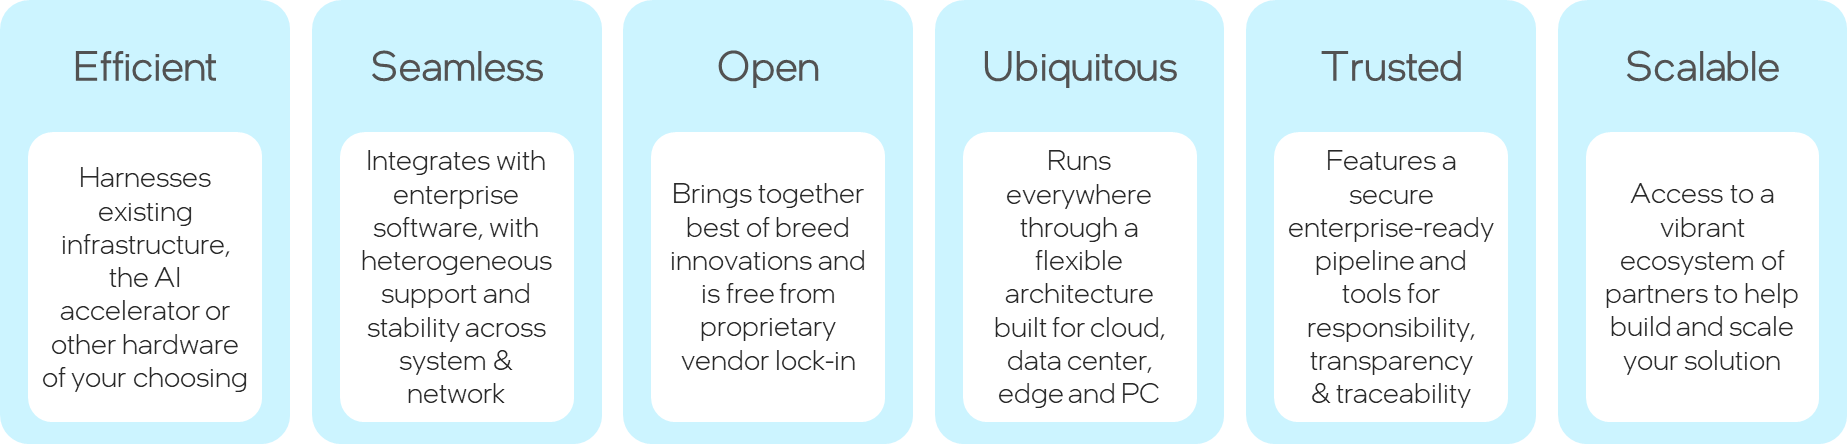 Efficient
Harnesses
existing
infrastructure,
the AI
accelerator or
other hardware
of your choosing
Seamless
Integrates with
enterprise
software, with
heterogeneous
support and
stability across
system &
network
Open
Brings together
best of breed
innovations and
is free from
proprietary
vendor lock-in
Ubiquitous
Runs
everywhere
through a
flexible
architecture
built for cloud,
data center,
edge and PC
Trusted
Features a
secure
enterprise-ready
pipeline and
tools for
responsibility,
transparency
& traceability
Scalable
Access to a
vibrant
ecosystem of
partners to help
build and scale
your solution